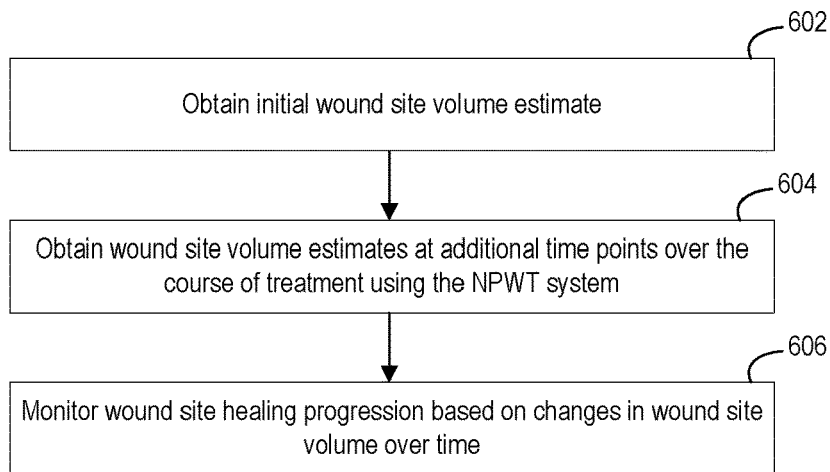 602
Obtain initial wound site volume estimate
604
Obtain wound site volume estimates at additional time points over the
course of treatment using the NPWT system
606
Monitor wound site healing progression based on changes in wound site
volume over time